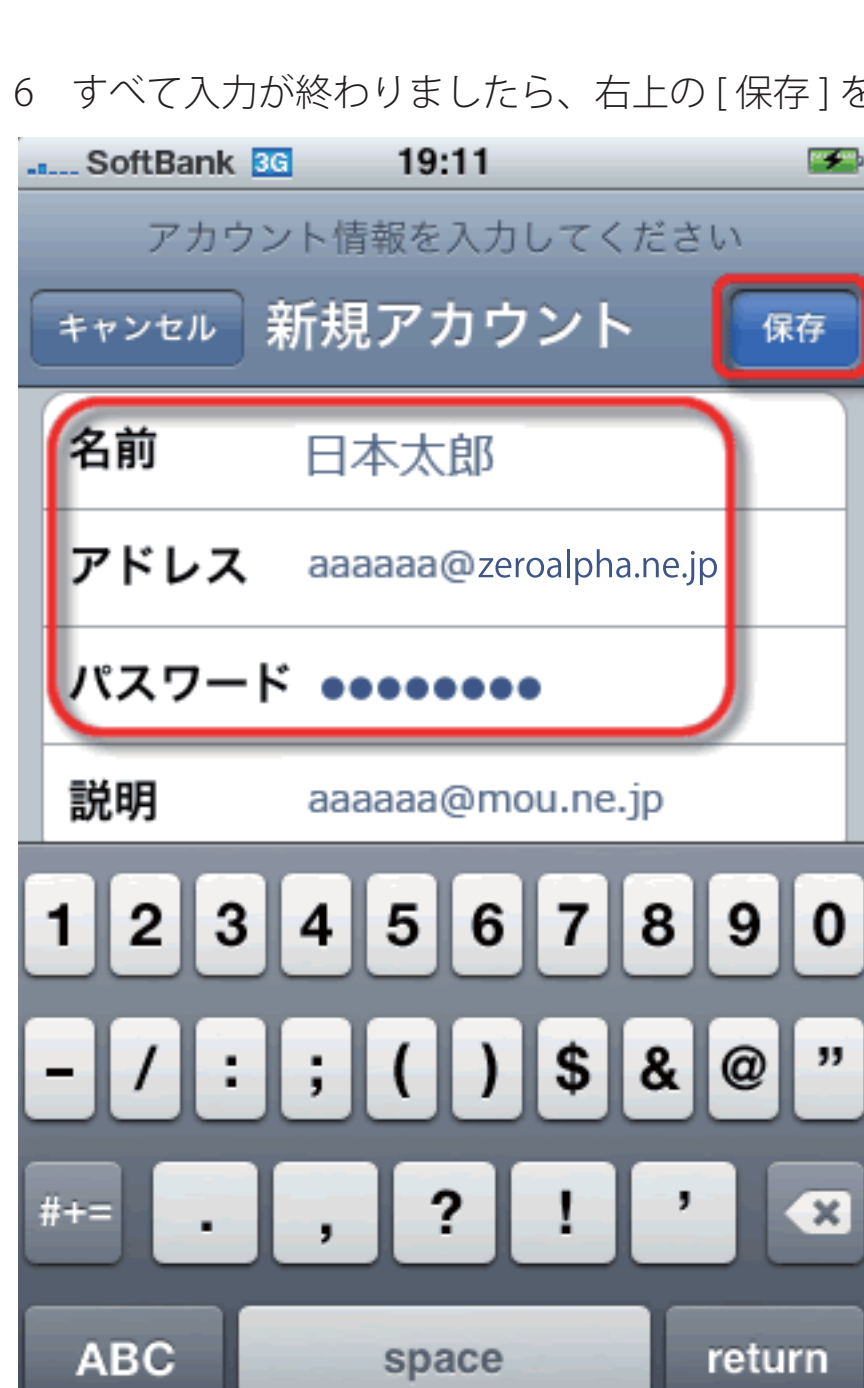 6 すべて入力が終わりましたら、右上の [ 保存 ] を
SoftBank 3G 19:11
アカウント情報を入力してください
キャンセル 新規アカウント 保存
名前 日本太郎
アドレス aaaaaa@zeroalpha.ne.jp
パスワード ●●●●●●●●
説明 aaaaaa@mou.ne.jp
1 2 3 4 5 6 7 8 9 0
- / : ; ( ) $ & @ ”
#+= . , ? ! ’
ABC space return